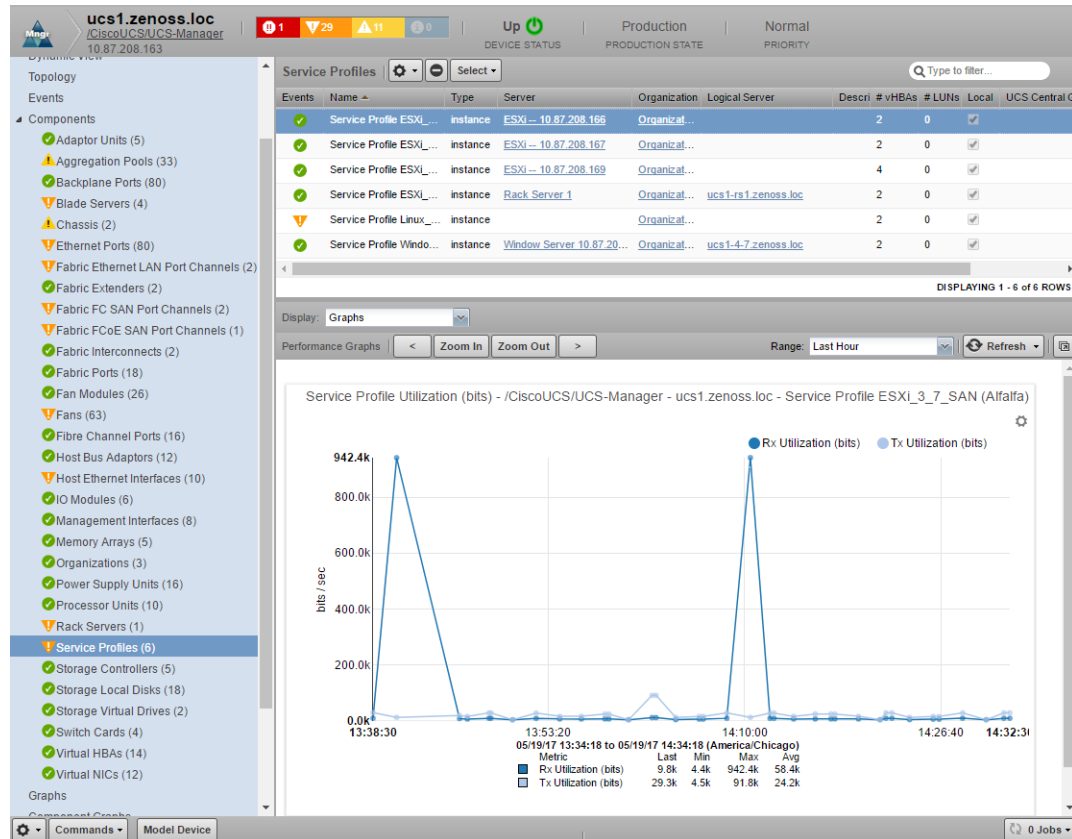 Mngr
ucs1.zenoss.loc
/CiscoUCS/UCS-Manager
10.87.208.163
1 29 11 0
Up
DEVICE STATUS
Production
PRODUCTION STATE
Normal
PRIORITY
Topology
Events
Components
Adaptor Units (5)
Aggregation Pools (33)
Backplane Ports (80)
Blade Servers (4)
Chassis (2)
Ethernet Ports (80)
Fabric Ethernet LAN Port Channels (2)
Fabric Extenders (2)
Fabric FC SAN Port Channels (2)
Fabric FCoE SAN Port Channels (1)
Fabric Interconnects (2)
Fabric Ports (18)
Fan Modules (26)
Fans (63)
Fibre Channel Ports (16)
Host Bus Adaptors (12)
Host Ethernet Interfaces (10)
IO Modules (6)
Management Interfaces (8)
Memory Arrays (5)
Organizations (3)
Power Supply Units (16)
Processor Units (10)
Rack Servers (1)
Service Profiles (6)
Storage Controllers (5)
Storage Local Disks (18)
Storage Virtual Drives (2)
Switch Cards (4)
Virtual HBAs (14)
Virtual NICs (12)
Graphs
Service Profiles Select Type to filter...
Events Name Type Server Organization Logical Server Descri # vHBAs # LUNs Local UCS Central
Service Profile ESXi_... instance ESXi -- 10.87.208.166 Organizat... 2 0
Service Profile ESXi_... instance ESXi -- 10.87.208.167 Organizat... 2 0
Service Profile ESXi_... instance ESXi -- 10.87.208.169 Organizat... 4 0
Service Profile ESXi_... instance Rack Server 1 Organizat... ucs1-rs1.zenoss.loc 2 0
Service Profile Linux_... instance Organizat... 2 0
Service Profile Windo... instance Window Server 10.87.20... Organizat... ucs1-4-7.zenoss.loc 2 0
DISPLAYING 1 - 6 of 6 ROWS
Display: Graphs
Performance Graphs < Zoom In Zoom Out > Range: Last Hour Refresh
Service Profile Utilization (bits) - /CiscoUCS/UCS-Manager - ucs1.zenoss.loc - Service Profile ESXi_3_7_SAN (Alfalfa)
Rx Utilization (bits) Tx Utilization (bits)
942.4k
800.0k
600.0k
400.0k
200.0k
0.0k
bits / sec
13:38:30 13:53:20 14:10:00 14:26:40 14:32:3
05/19/17 13:34:18 to 05/19/17 14:34:18 (America/Chicago)
Metric Last Min Max Avg
Rx Utilization (bits) 9.8k 4.4k 942.4k 58.4k
Tx Utilization (bits) 29.3k 4.5k 91.8k 24.2k
Commands Model Device 0 Jobs